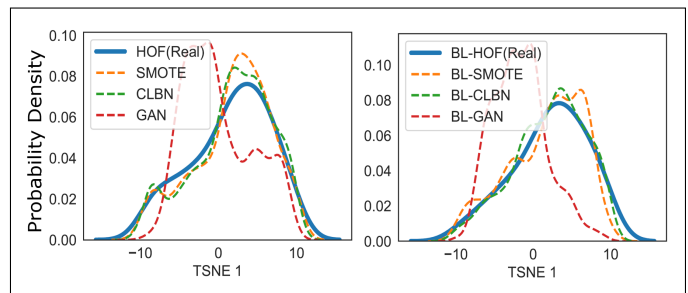 Probability Density
0.10
0.08
0.06
0.04
0.02
0.00
HOF(Real)
SMOTE
CLBN
GAN
−10 0 10
TSNE 1
0.10
0.08
0.06
0.04
0.02
0.00
BL-HOF(Real)
BL-SMOTE
BL-CLBN
BL-GAN
−10 0 10
TSNE 1